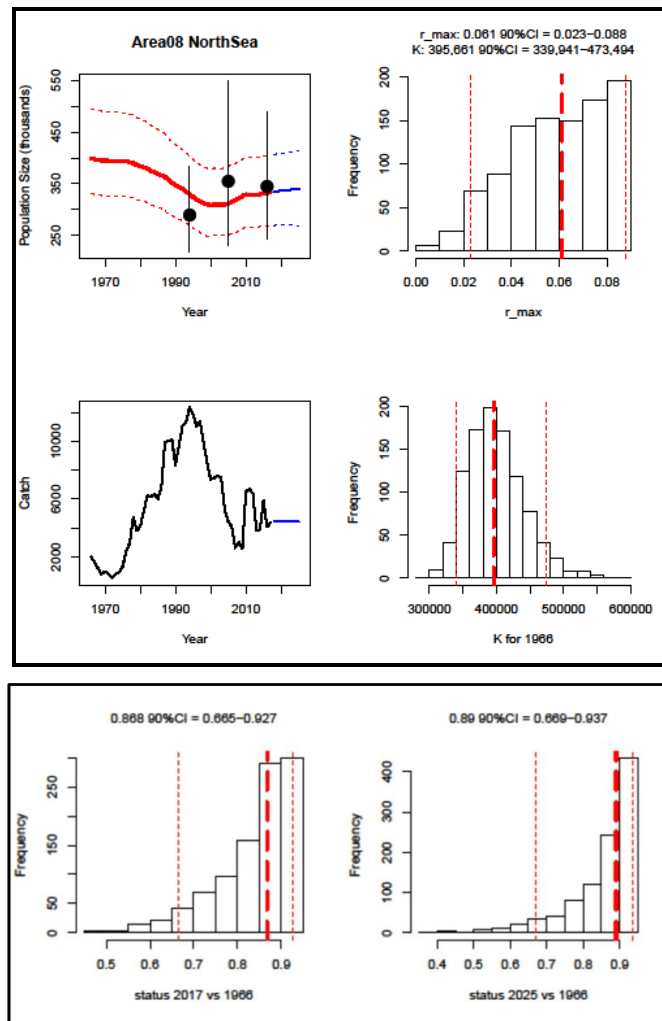 Area08 NorthSea
r_max: 0.061 90%CI = 0.023−0.088
K: 395,661 90%CI = 339,941−473,494
Population Size (thousands)
550
450
350
250
1970 1990 2010
Year
Frequency
200
150
100
50
0
0.00 0.02 0.04 0.06 0.08
r_max
Catch
10000
6000
2000
1970 1990 2010
Year
Frequency
200
150
100
50
0
300000 400000 500000 600000
K for 1966
0.868 90%CI = 0.665−0.927
0.89 90%CI = 0.669−0.937
Frequency
250
150
50
0
0.5 0.6 0.7 0.8 0.9
status 2017 vs 1966
Frequency
400
300
200
100
0
0.4 0.5 0.6 0.7 0.8 0.9
status 2025 vs 1966